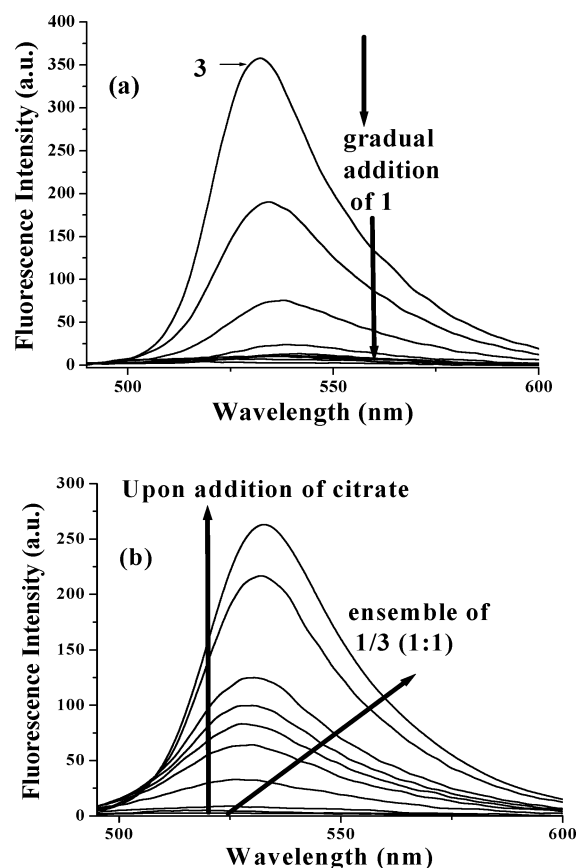 400
350
300
250
200
150
100
50
0
Fluorescence Intensity (a.u.)
(a)
3
gradual
addition
of 1
500
550
600
Wavelength (nm)
300
250
200
150
100
50
0
Fluorescence Intensity (a.u.)
Upon addition of citrate
(b)
ensemble of
1/3 (1:1)
500
550
600
Wavelength (nm)